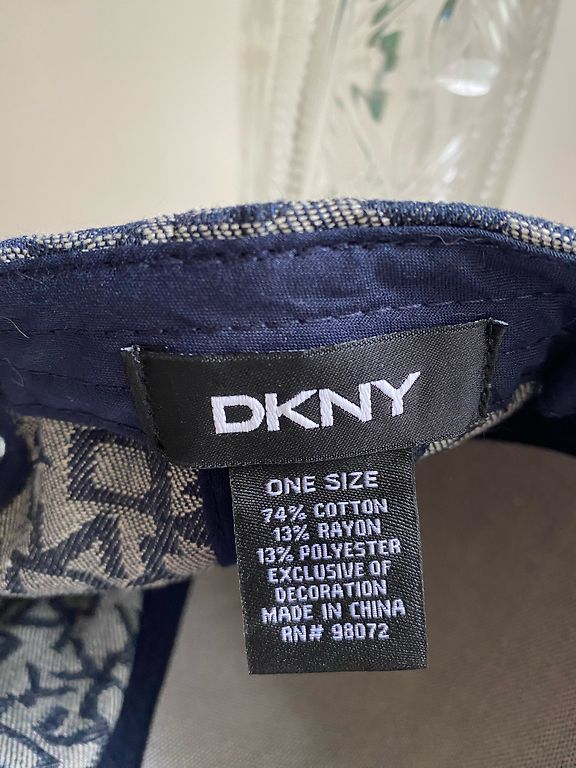 DKNY
ONE SIZE
74% COTTON
13% RAYON
13% POLYESTER
EXCLUSIVE OF
DECORATION
MADE IN CHINA
RN# 98072